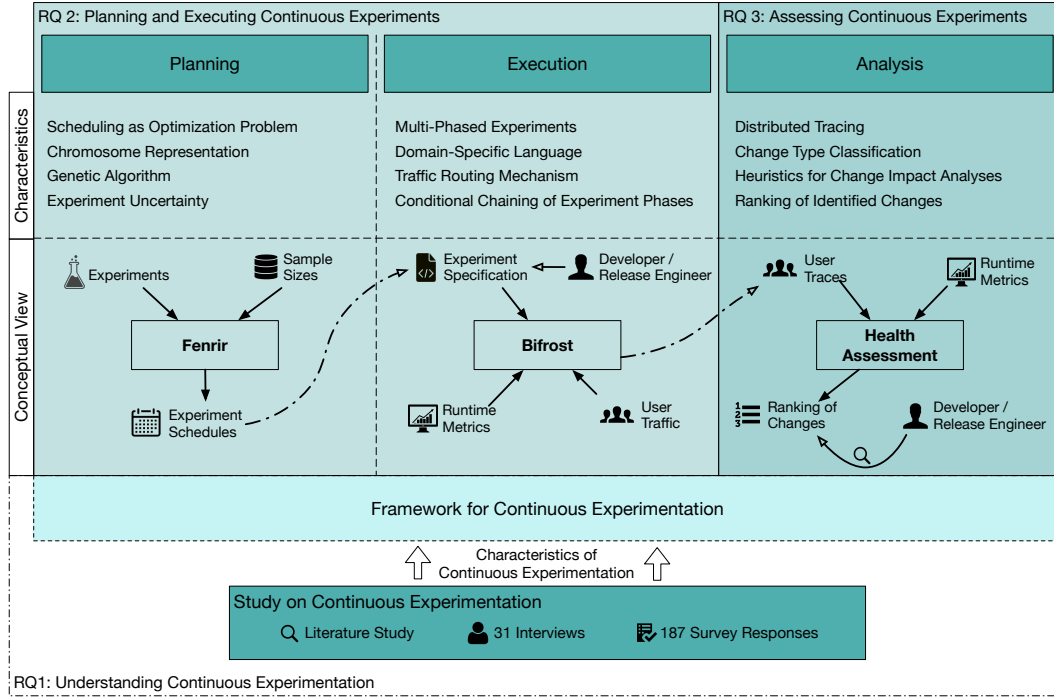 RQ 2: Planning and Executing Continuous Experiments
RQ 3: Assessing Continuous Experiments
Planning
Execution
Analysis
Characteristics
Scheduling as Optimization Problem
Chromosome Representation
Genetic Algorithm
Experiment Uncertainty
Multi-Phased Experiments
Domain-Specific Language
Traffic Routing Mechanism
Conditional Chaining of Experiment Phases
Distributed Tracing
Change Type Classification
Heuristics for Change Impact Analyses
Ranking of Identified Changes
Conceptual View
Experiments
Sample
Sizes
Fenrir
Experiment
Schedules
Experiment
Specification
Developer /
Release Engineer
Bifrost
Runtime
Metrics
User
Traffic
User
Traces
Runtime
Metrics
Health
Assessment
1
2
3
Ranking of
Changes
Developer /
Release Engineer
Framework for Continuous Experimentation
Characteristics of
Continuous Experimentation
Study on Continuous Experimentation
Literature Study
31 Interviews
187 Survey Responses
RQ1: Understanding Continuous Experimentation